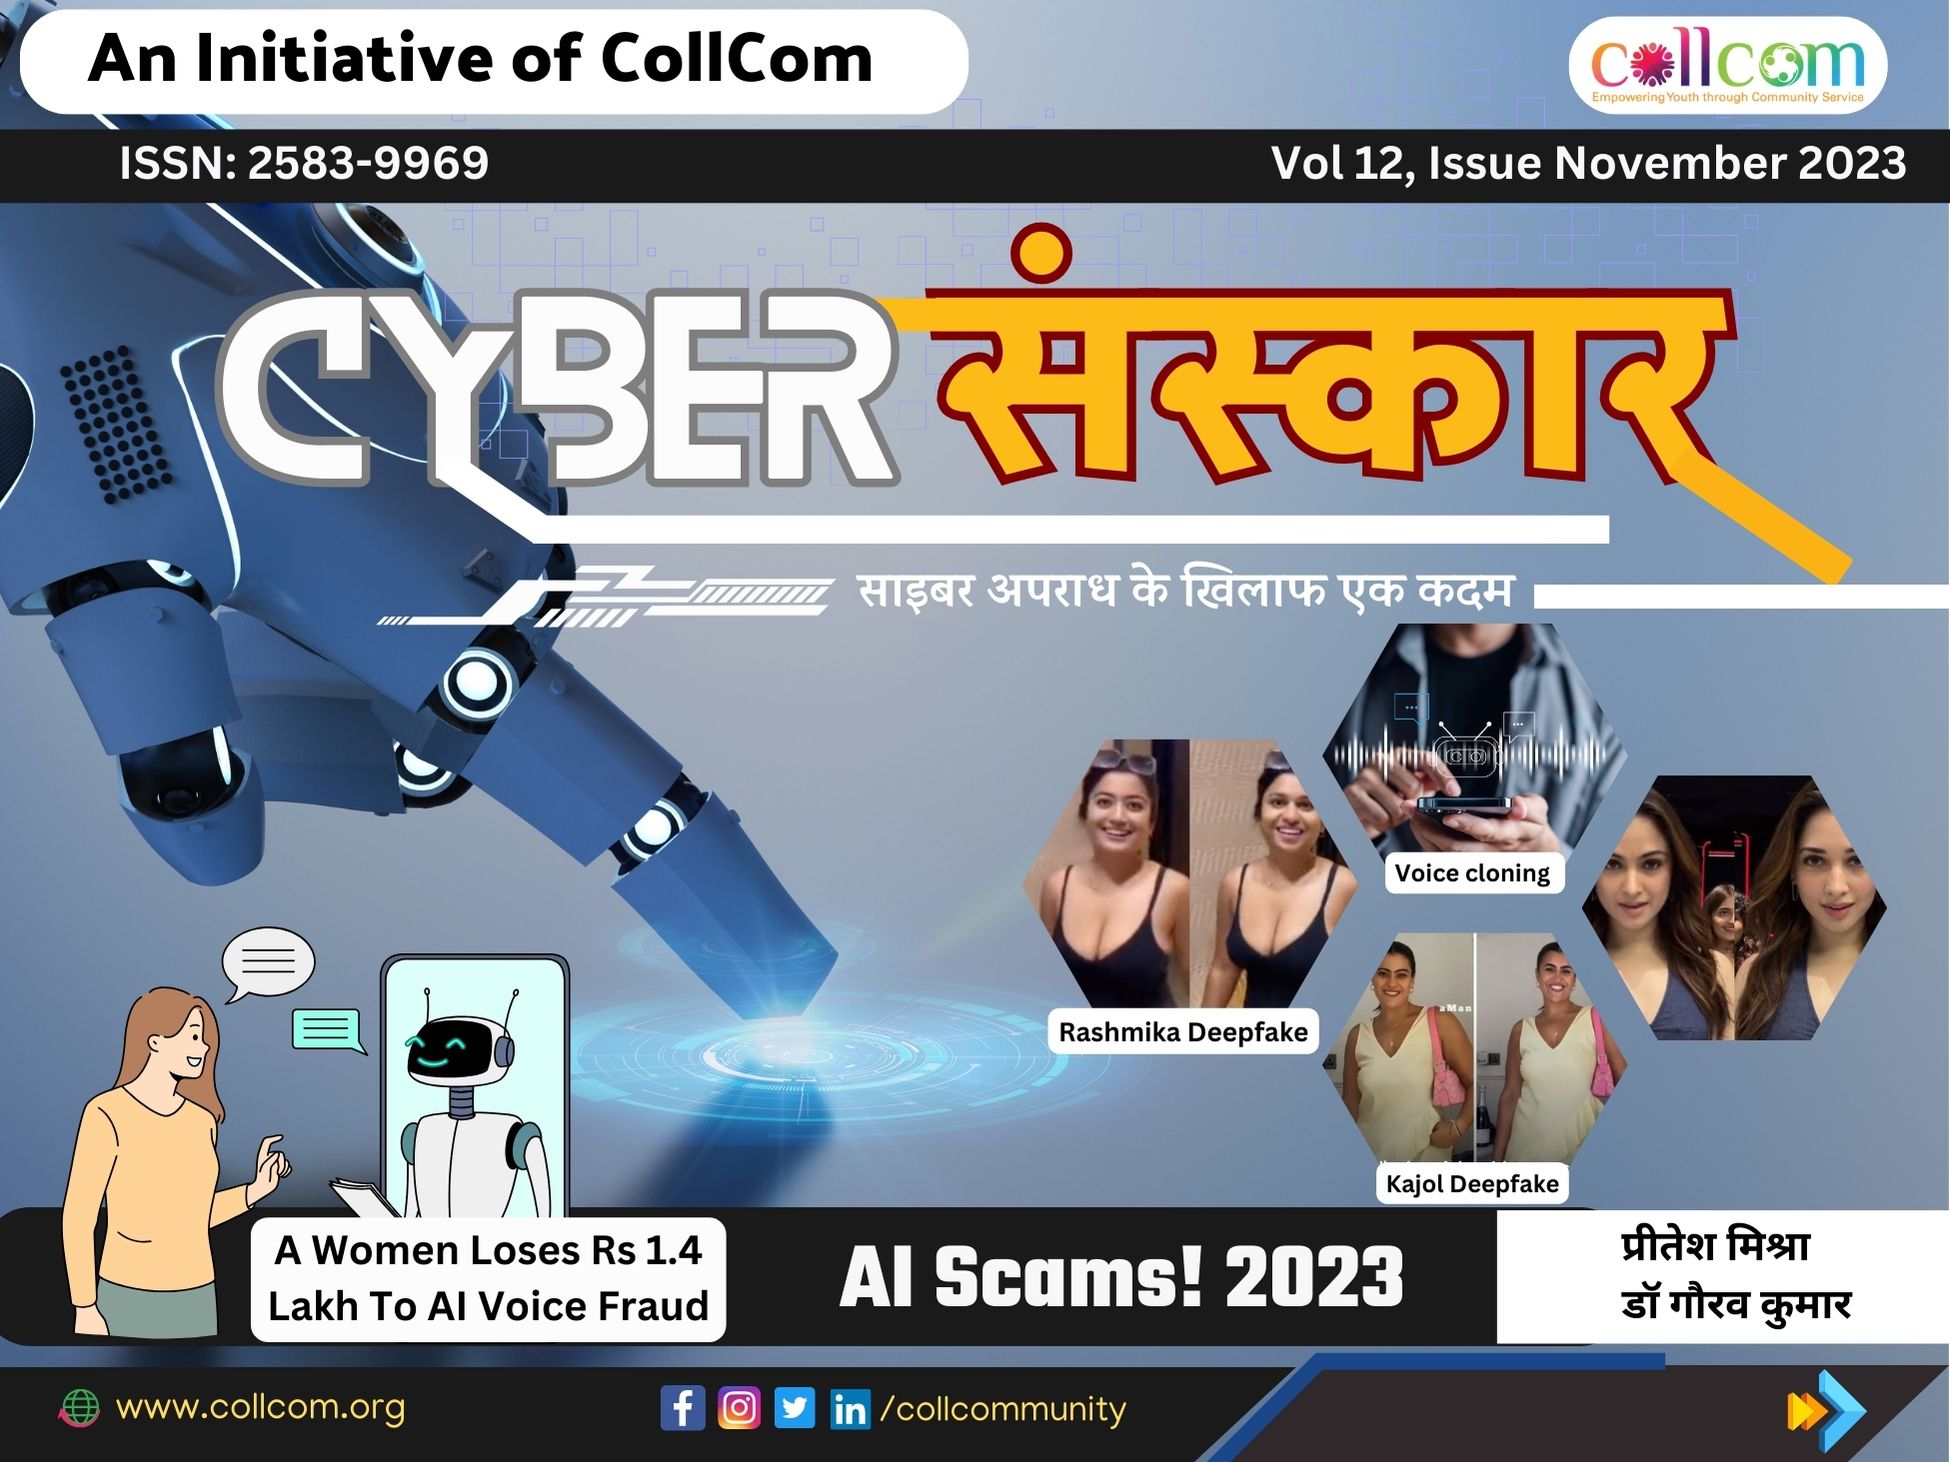 An Initiative of CollCom
collcom
Empowering Youth through Community Service
ISSN: 2583-9969
Vol 12, Issue November 2023
CYBER संस्कार
साइबर अपराध के खिलाफ एक कदम
Voice cloning
Rashmika Deepfake
aMan
Kajol Deepfake
A Women Loses Rs 1.4
Lakh To AI Voice Fraud
AI Scams! 2023
प्रीतेश मिश्रा
डॉ गौरव कुमार
www.collcom.org
/collcommunity